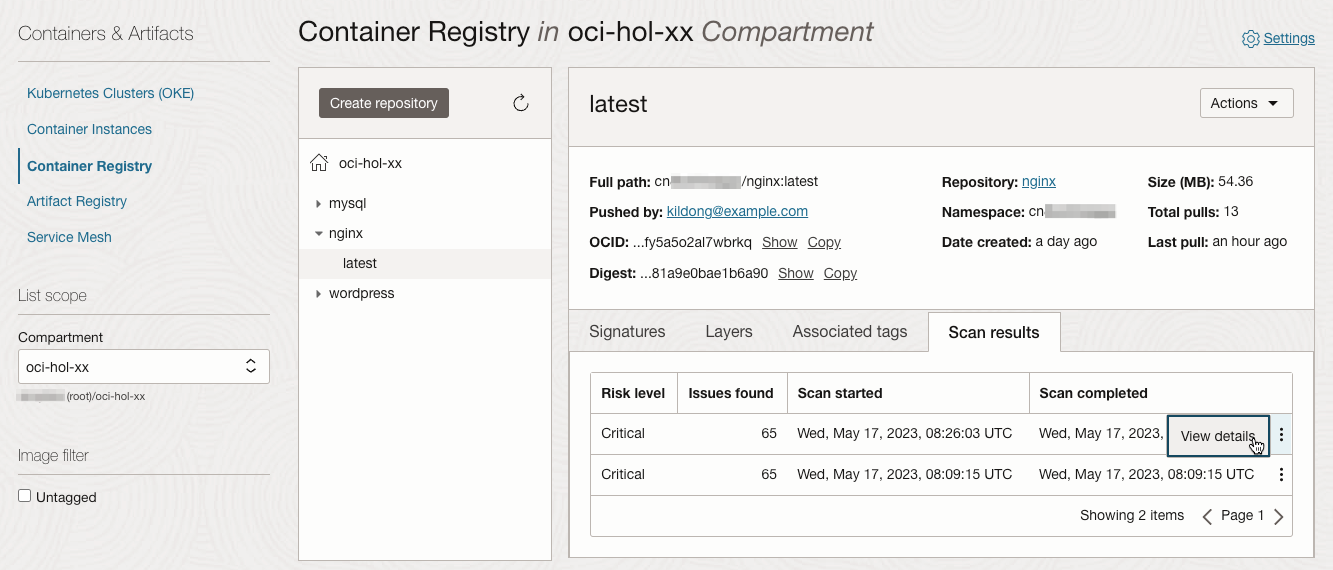 Containers & Artifacts
Kubernetes Clusters (OKE)
Container Instances
Container Registry
Artifact Registry
Service Mesh
List scope
Compartment
oci-hol-xx
(root)/oci-hol-xx
Image filter
Untagged
Container Registry in oci-hol-xx Compartment
Settings
Create repository
oci-hol-xx
mysql
nginx
latest
wordpress
latest
Actions
Full path: cn /nginx:latest
Pushed by: kildong@example.com
OCID: ...fy5a5o2al7wbrkq Show Copy
Digest: ...81a9e0bae1b6a90 Show Copy
Repository: nginx
Namespace: cn
Date created: a day ago
Size (MB): 54.36
Total pulls: 13
Last pull: an hour ago
Signatures Layers Associated tags Scan results
Risk level Issues found Scan started Scan completed
Critical 65 Wed, May 17, 2023, 08:26:03 UTC Wed, May 17, 2023, View details
Critical 65 Wed, May 17, 2023, 08:09:15 UTC Wed, May 17, 2023, 08:09:15 UTC
Showing 2 items Page 1